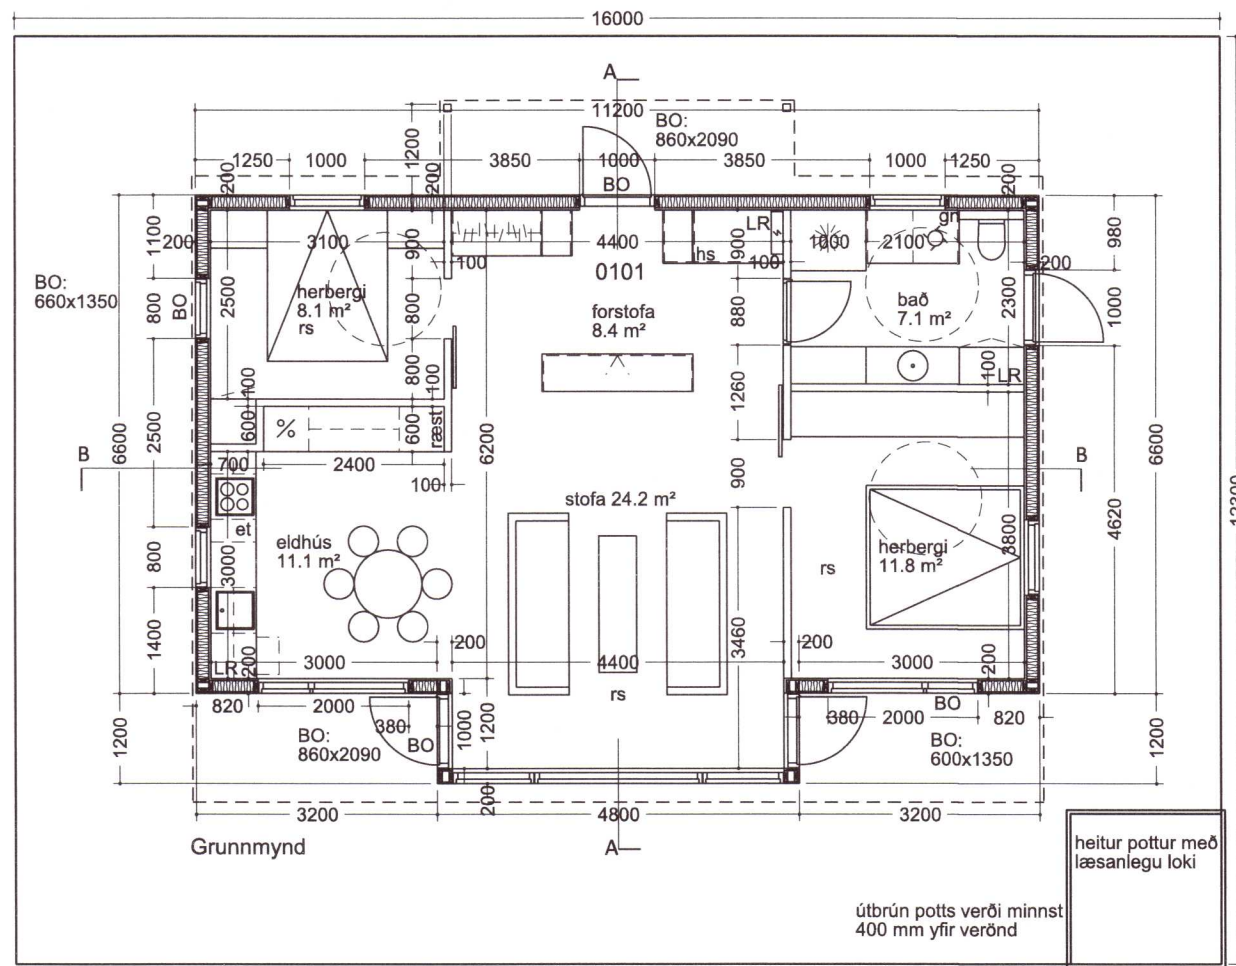 16000
A
11200
BO:
860x2090
1250
1000
3850
1000
3850
1000
1250
1200
200
200
200
BO
1100
200
3100
900
100
4400
900
LR
hs
100
1000
2100
gn
200
980
0101
BO:
660x1350
800
BO
2500
herbergi
8.1 m²
rs
800
forstofa
8.4 m²
880
bað
7.1 m²
2300
1000
800
100
100
600
%
600
ræst
1260
100
LR
B
6600
2500
700
2400
100
6200
900
B
6600
4620
stofa 24.2 m²
et
eldhús
11.1 m²
3000
800
herbergi
11.8 m²
3800
rs
1400
LR
200
3000
200
4400
3460
200
3000
200
rs
820
2000
380
BO
BO:
860x2090
1000
1200
380
2000
BO
820
BO:
600x1350
1200
1200
200
3200
4800
3200
Grunnmynd
A
heitur pottur með
læsanlegu loki
útbrún potts verði minnst
400 mm yfir verönd